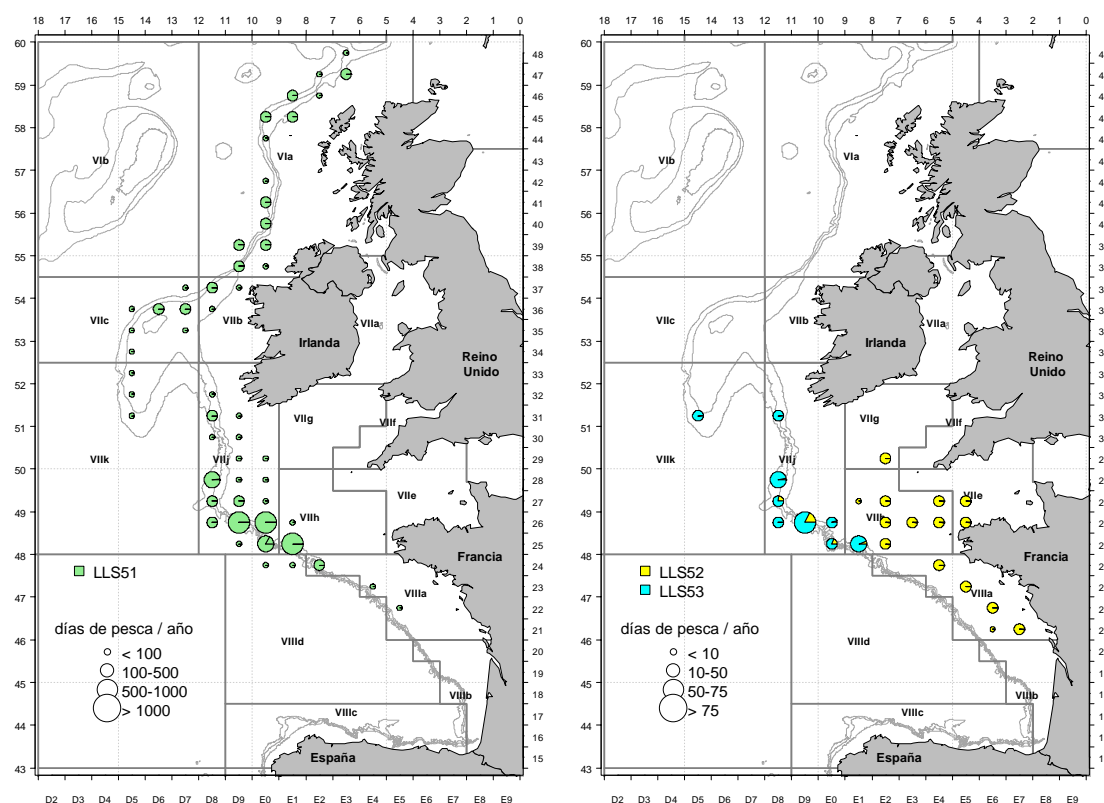 18 17 16 15 14 13 12 11 10 9 8 7 6 5 4 3 2 1 0
60
59
58
57
56
55
54
53
52
51
50
49
48
47
46
45
44
43
48
47
46
45
44
43
42
41
40
39
38
37
36
35
34
33
32
31
30
29
28
27
26
25
24
22
21
20
19
18
17
16
15
VIb
VIa
VIIc
VIIb
VIIa
Irlanda
Reino
Unido
VIIg
VIIf
VIIk
VIIj
VIIe
VIIh
Francia
LLS51
VIIIa
días de pesca / año
< 100
100-500
500-1000
> 1000
VIIId
VIIIb
VIIIc
España
D2 D3 D4 D5 D6 D7 D8 D9 E0 E1 E2 E3 E4 E5 E6 E7 E8 E9
18 17 16 15 14 13 12 11 10 9 8 7 6 5 4 3 2 1 0
60
59
58
57
56
55
54
53
52
51
50
49
48
47
46
45
44
43
VIb
VIa
VIIc
VIIb
VIIa
Irlanda
Reino
Unido
VIIg
VIIf
VIIk
VIIj
VIIe
VIIh
Francia
LLS52
LLS53
VIIIa
días de pesca / año
< 10
10-50
50-75
> 75
VIIId
VIIIb
VIIIc
España
D2 D3 D4 D5 D6 D7 D8 D9 E0 E1 E2 E3 E4 E5 E6 E7 E8 E9